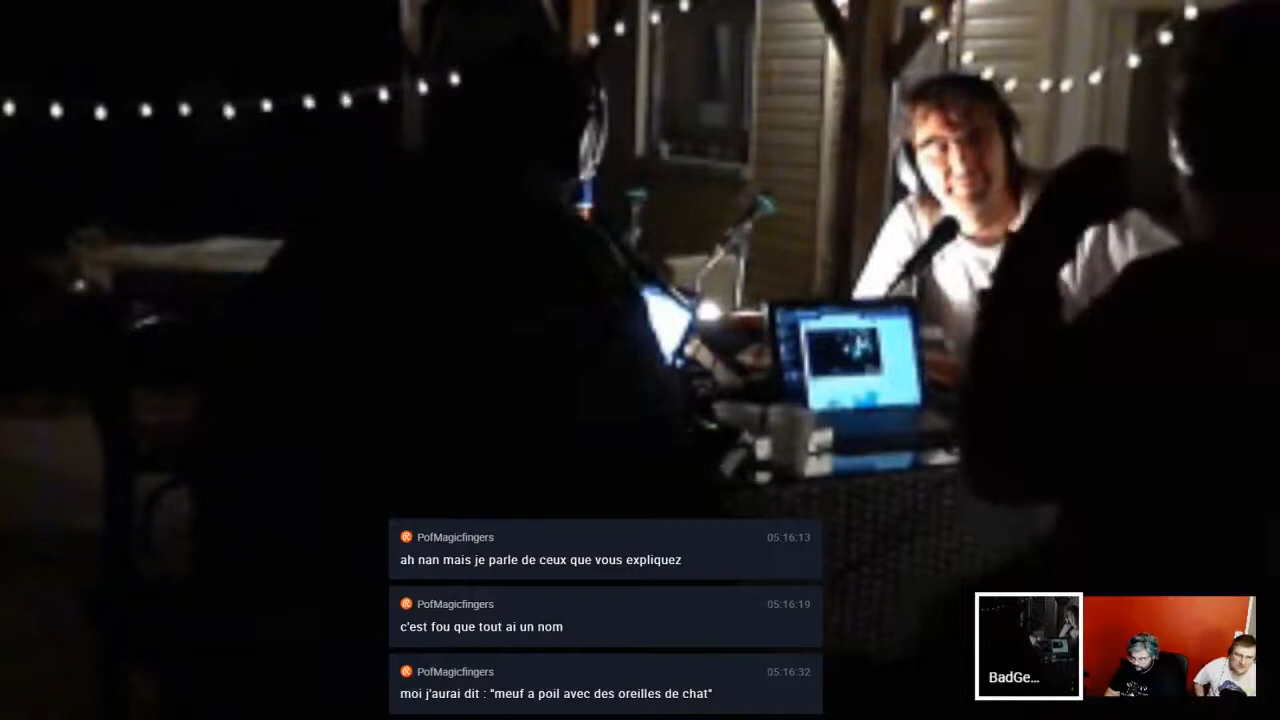 PofMagicfingers 05:16:13
ah nan mais je parle de ceux que vous expliquez
PofMagicfingers 05:16:19
c'est fou que tout ai un nom
PofMagicfingers 05:16:32
moi j'aurai dit : "meuf a poil avec des oreilles de chat"
BadGe...